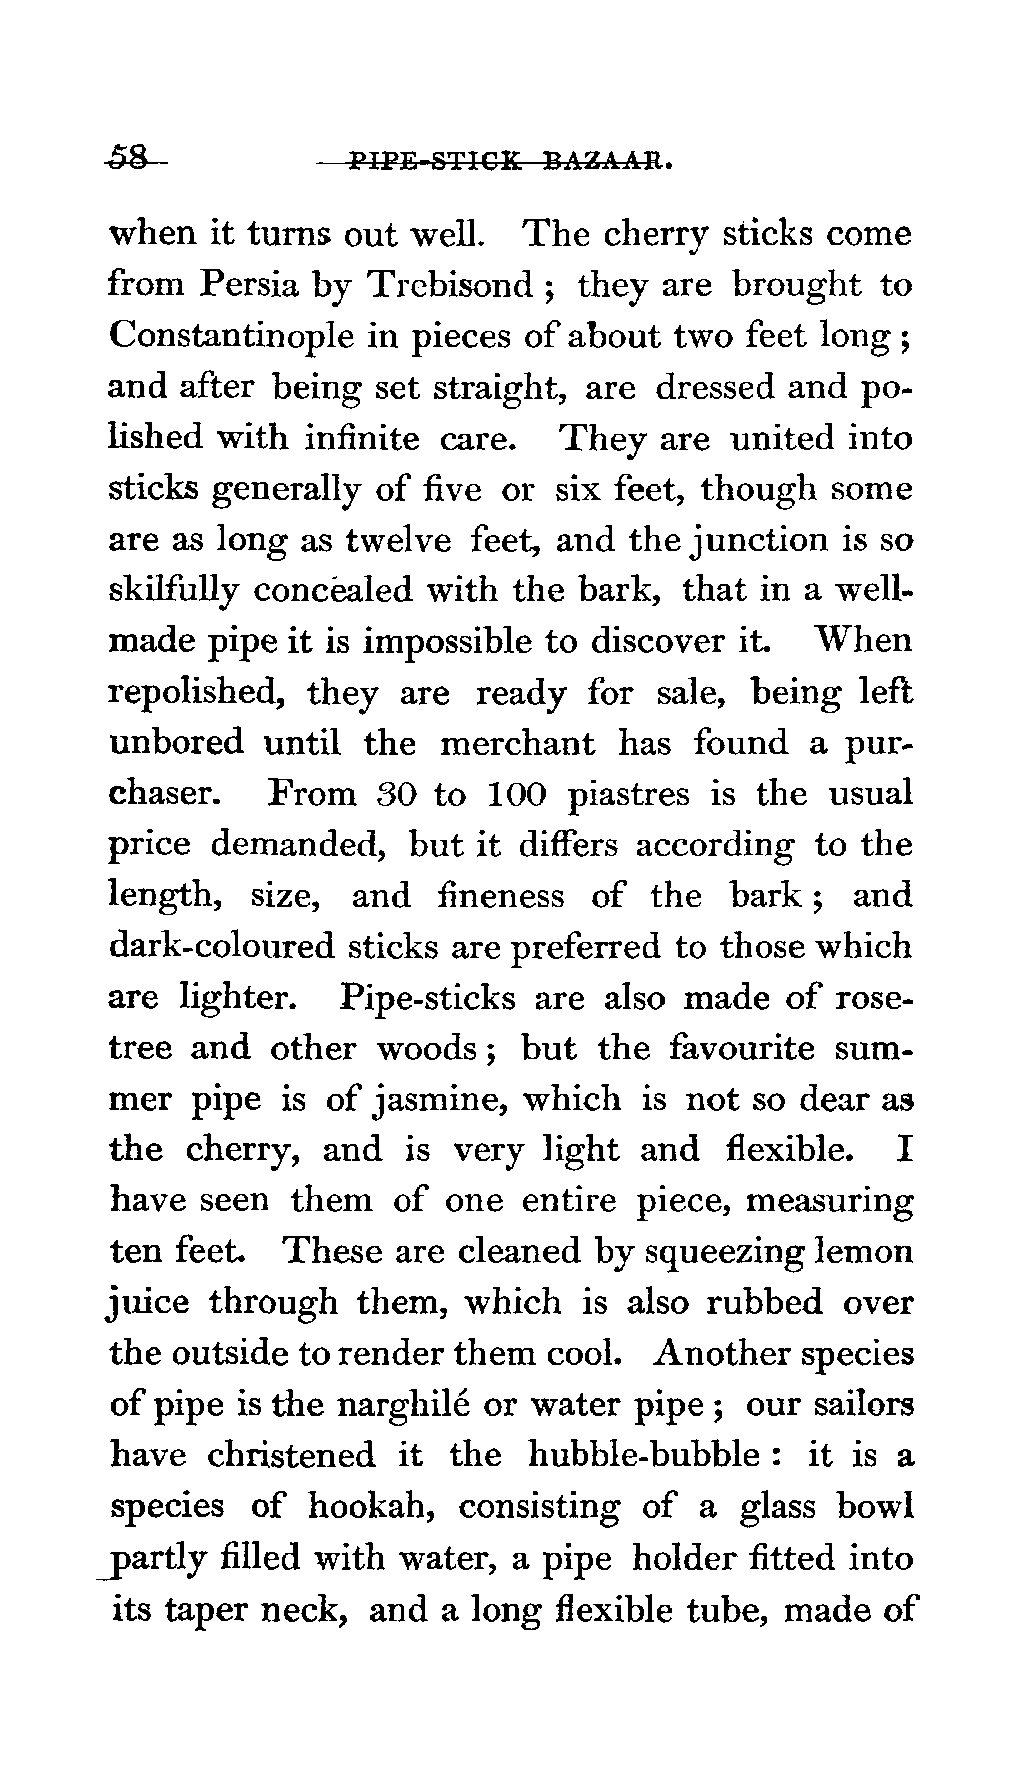 58 PIPE-STICK BAZAAR.
when it turns out well. The cherry sticks come
from Persia by Trebisond ; they are brought to
Constantinople in pieces of about two feet long ;
and after being set straight, are dressed and po-
lished with infinite care. They are united into
sticks generally of five or six feet, though some
are as long as twelve feet, and the junction is so
skilfully concealed with the bark, that in a well-
made pipe it is impossible to discover it. When
repolished, they are ready for sale, being left
unbored until the merchant has found a pur-
chaser. From 30 to 100 piastres is the usual
price demanded, but it differs according to the
length, size, and fineness of the bark ; and
dark-coloured sticks are preferred to those which
are lighter. Pipe-sticks are also made of rose-
tree and other woods ; but the favourite sum-
mer pipe is of jasmine, which is not so dear as
the cherry, and is very light and flexible. I
have seen them of one entire piece, measuring
ten feet. These are cleaned by squeezing lemon
juice through them, which is also rubbed over
the outside to render them cool. Another species
of pipe is the narghilé or water pipe ; our sailors
have christened it the hubble-bubble : it is a
species of hookah, consisting of a glass bowl
partly filled with water, a pipe holder fitted into
its taper neck, and a long flexible tube, made of